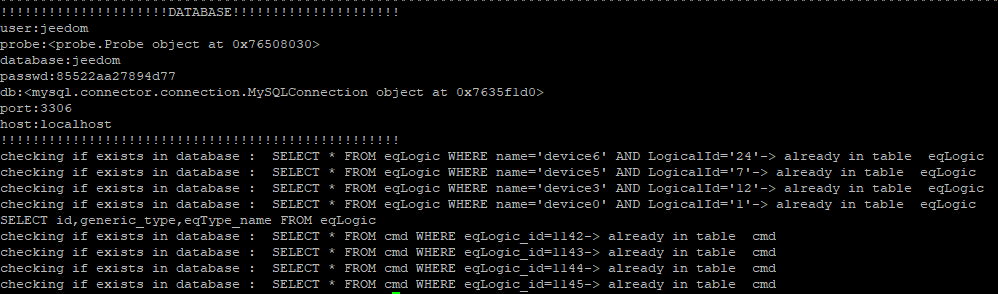 !!!!!!!!!!!!!!!!!!!!!DATABASE!!!!!!!!!!!!!!!!!!!!!
user:jeedom
probe:<probe.Probe object at 0x76508030>
database:jeedom
passwd:85522aa27894d77
db:<mysql.connector.connection.MySQLConnection object at 0x7635f1d0>
port:3306
host:localhost
!!!!!!!!!!!!!!!!!!!!!!!!!!!!!!!!!!!!!!!!!!!!!!!!!!
checking if exists in database :  SELECT * FROM eqLogic WHERE name='device6' AND LogicalId='24'-> already in table  eqLogic
checking if exists in database :  SELECT * FROM eqLogic WHERE name='device5' AND LogicalId='7'-> already in table  eqLogic
checking if exists in database :  SELECT * FROM eqLogic WHERE name='device3' AND LogicalId='12'-> already in table  eqLogic
checking if exists in database :  SELECT * FROM eqLogic WHERE name='device0' AND LogicalId='1'-> already in table  eqLogic
SELECT id,generic_type,eqType_name FROM eqLogic
checking if exists in database :  SELECT * FROM cmd WHERE eqLogic_id=1142-> already in table  cmd
checking if exists in database :  SELECT * FROM cmd WHERE eqLogic_id=1143-> already in table  cmd
checking if exists in database :  SELECT * FROM cmd WHERE eqLogic_id=1144-> already in table  cmd
checking if exists in database :  SELECT * FROM cmd WHERE eqLogic_id=1145-> already in table  cmd